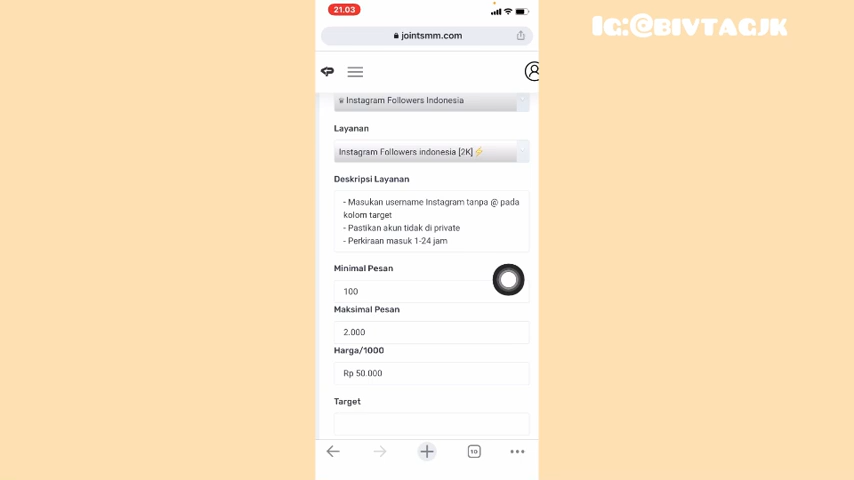 21.03
IG:@BIVTAGJK
jointsmm.com
Instagram Followers Indonesia
Layanan
Instagram Followers indonesia [2K]⚡
Deskripsi Layanan
- Masukan username Instagram tanpa @ pada
kolom target
- Pastikan akun tidak di private
- Perkiraan masuk 1-24 jam
Minimal Pesan
100
Maksimal Pesan
2.000
Harga/1000
Rp 50.000
Target
10